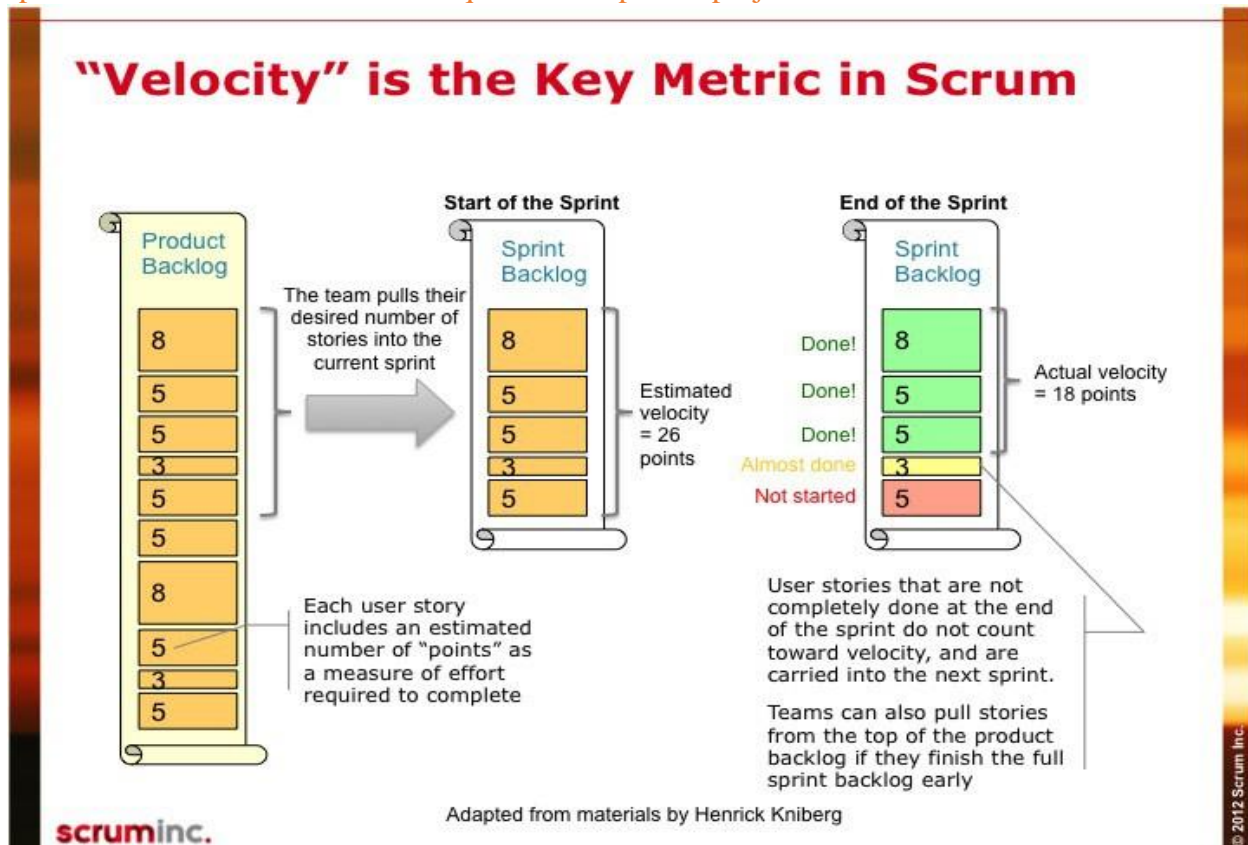 “Velocity” is the Key Metric in Scrum
Product
Backlog
8
5
5
3
5
5
8
5
3
5
The team pulls their
desired number of
stories into the
current sprint
Each user story
includes an estimated
number of “points” as
a measure of effort
required to complete
Start of the Sprint
Sprint
Backlog
8
5
5
3
5
Estimated
velocity
= 26
points
End of the Sprint
Sprint
Backlog
Done! 8
Done! 5
Done! 5
Almost done 3
Not started 5
Actual velocity
= 18 points
User stories that are not
completely done at the end
of the sprint do not count
toward velocity, and are
carried into the next sprint.
Teams can also pull stories
from the top of the product
backlog if they finish the full
sprint backlog early
Adapted from materials by Henrick Kniberg
scruminc.
© 2012 Scrum Inc.